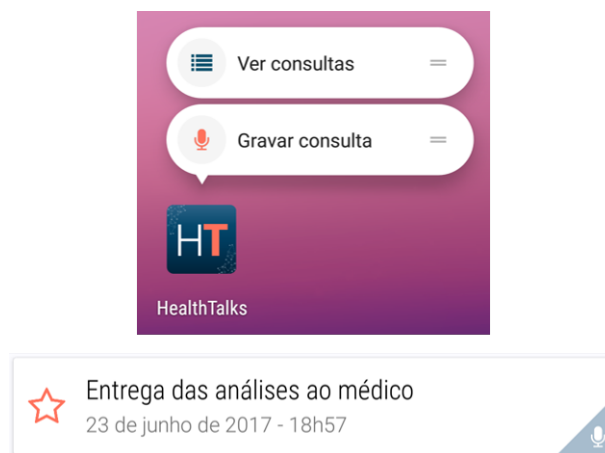 Ver consultas
Gravar consulta
HT
HealthTalks
Entrega das análises ao médico
23 de junho de 2017 - 18h57